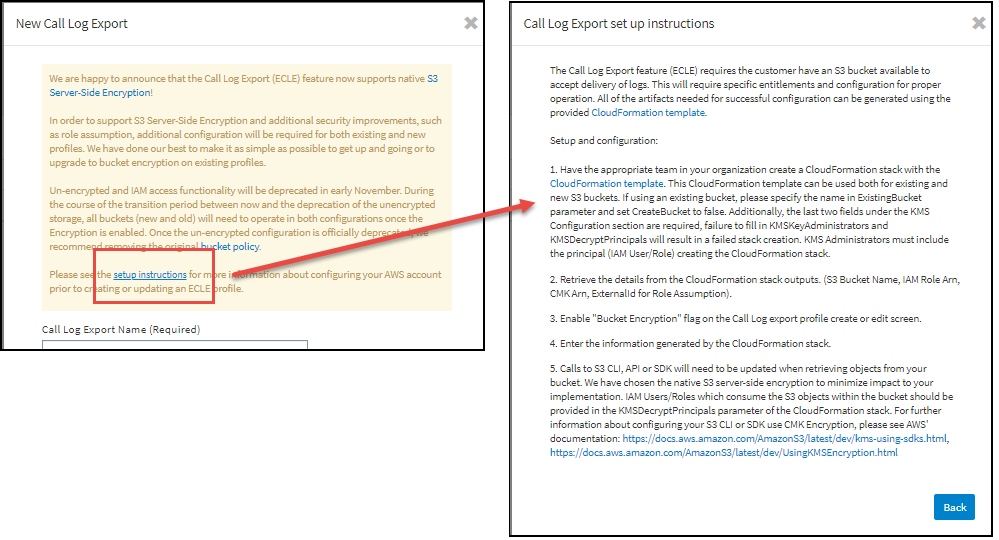 New Call Log Export
We are happy to announce that the Call Log Export (ECLE) feature now supports native S3
Server-Side Encryption!
In order to support S3 Server-Side Encryption and additional security improvements, such
as role assumption, additional configuration will be required for both existing and new
profiles. We have done our best to make it as simple as possible to get up and going or to
upgrade to bucket encryption on existing profiles.
Un-encrypted and IAM access functionality will be deprecated in early November. During
the course of the transition period between now and the deprecation of the unencrypted
storage, all buckets (new and old) will need to operate in both configurations once the
Encryption is enabled. Once the un-encrypted configuration is officially deprecated, we
recommend removing the original bucket policy.
Please see the setup instructions for more information about configuring your AWS account
prior to creating or updating an ECLE profile.
Call Log Export Name (Required)
Call Log Export set up instructions
The Call Log Export feature (ECLE) requires the customer have an S3 bucket available to
accept delivery of logs. This will require specific entitlements and configuration for proper
operation. All of the artifacts needed for successful configuration can be generated using the
provided CloudFormation template.
Setup and configuration:
1. Have the appropriate team in your organization create a CloudFormation stack with the
CloudFormation template. This CloudFormation template can be used both for existing and
new S3 buckets. If using an existing bucket, please specify the name in ExistingBucket
parameter and set CreateBucket to false. Additionally, the last two fields under the KMS
Configuration section are required, failure to fill in KMSKeyAdministrators and
KMSDecryptPrincipals will result in a failed stack creation. KMS Administrators must include
the principal (IAM User/Role) creating the CloudFormation stack.
2. Retrieve the details from the CloudFormation stack outputs. (S3 Bucket Name, IAM Role Arn,
CMK Arn, ExternalId for Role Assumption).
3. Enable "Bucket Encryption" flag on the Call Log export profile create or edit screen.
4. Enter the information generated by the CloudFormation stack.
5. Calls to S3 CLI, API or SDK will need to be updated when retrieving objects from your
bucket. We have chosen the native S3 server-side encryption to minimize impact to your
implementation. IAM Users/Roles which consume the S3 objects within the bucket should be
provided in the KMSDecryptPrincipals parameter of the CloudFormation stack. For further
information about configuring your S3 CLI or SDK use CMK Encryption, please see AWS'
documentation: https://docs.aws.amazon.com/AmazonS3/latest/dev/kms-using-sdks.html,
https://docs.aws.amazon.com/AmazonS3/latest/dev/UsingKMSEncryption.html
Back